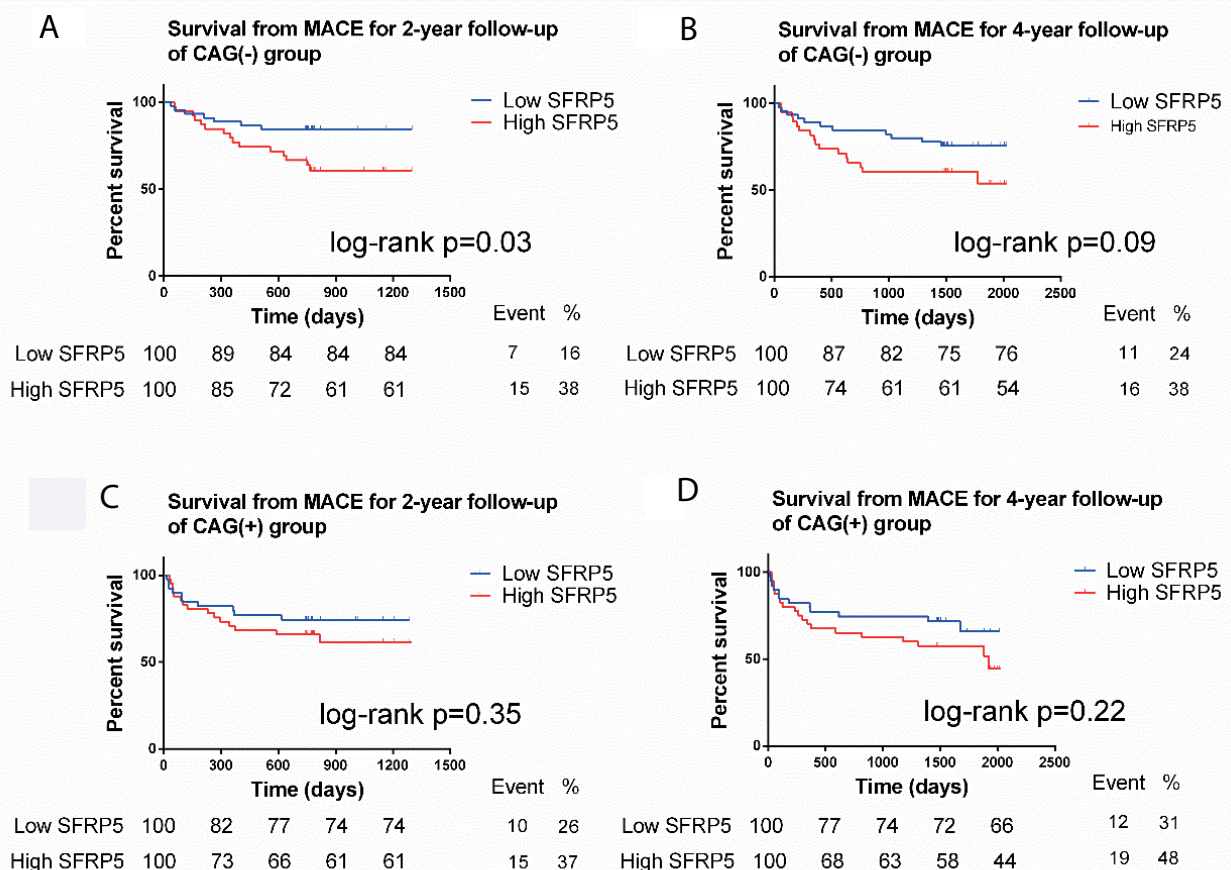 A
Survival from MACE for 2-year follow-up
of CAG(-) group
Percent survival
100
50
0
Low SFRP5
High SFRP5
log-rank p=0.03
0 300 600 900 1200 1500
Time (days)
Event %
Low SFRP5 100 89 84 84 84 7 16
High SFRP5 100 85 72 61 61 15 38
B
Survival from MACE for 4-year follow-up
of CAG(-) group
Percent survival
100
50
0
Low SFRP5
High SFRP5
log-rank p=0.09
0 500 1000 1500 2000 2500
Time (days)
Event %
Low SFRP5 100 87 82 75 76 11 24
High SFRP5 100 74 61 61 54 16 38
C
Survival from MACE for 2-year follow-up
of CAG(+) group
Percent survival
100
50
0
Low SFRP5
High SFRP5
log-rank p=0.35
0 300 600 900 1200 1500
Time (days)
Event %
Low SFRP5 100 82 77 74 74 10 26
High SFRP5 100 73 66 61 61 15 37
D
Survival from MACE for 4-year follow-up
of CAG(+) group
Percent survival
100
50
0
Low SFRP5
High SFRP5
log-rank p=0.22
0 500 1000 1500 2000 2500
Time (days)
Event %
Low SFRP5 100 77 74 72 66 12 31
High SFRP5 100 68 63 58 44 19 48